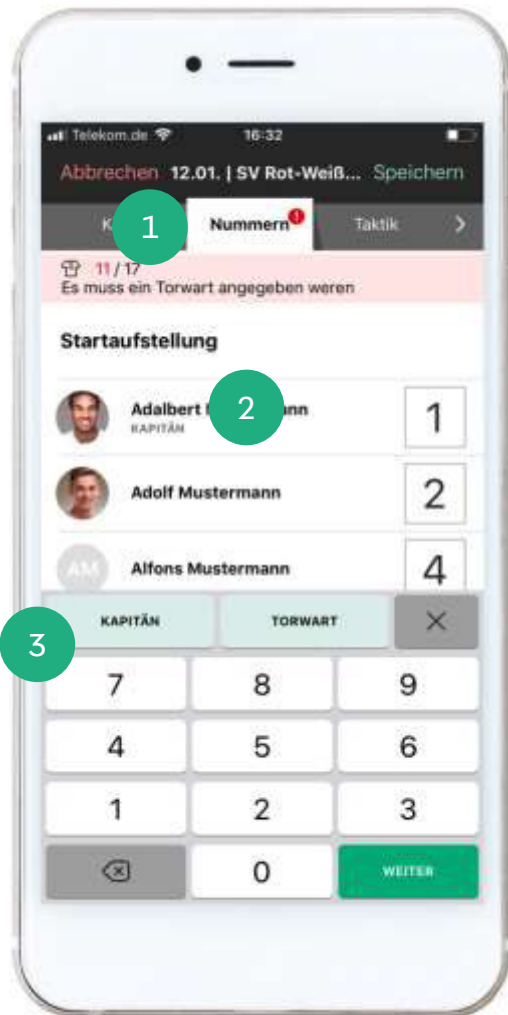 Telekom.de 16:32
Abbrechen 12.01. | SV Rot-Weiß... Speichern
K 1 Nummern ! Taktik >
11/17
Es muss ein Torwart angegeben weren
Startaufstellung
Adalbert 2 nn
KAPITÄN
1
Adolf Mustermann
2
AM Alfons Mustermann
4
3 KAPITÄN TORWART ×
7 8 9
4 5 6
1 2 3
0 WEITER